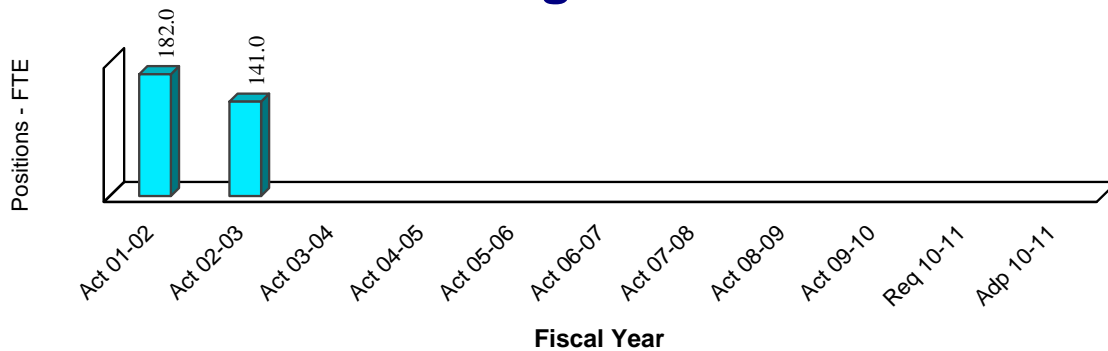 182.0
141.0
Positions - FTE
Act 01-02
Act 02-03
Act 03-04
Act 04-05
Act 05-06
Act 06-07
Act 07-08
Act 08-09
Act 09-10
Req 10-11
Adp 10-11
Fiscal Year